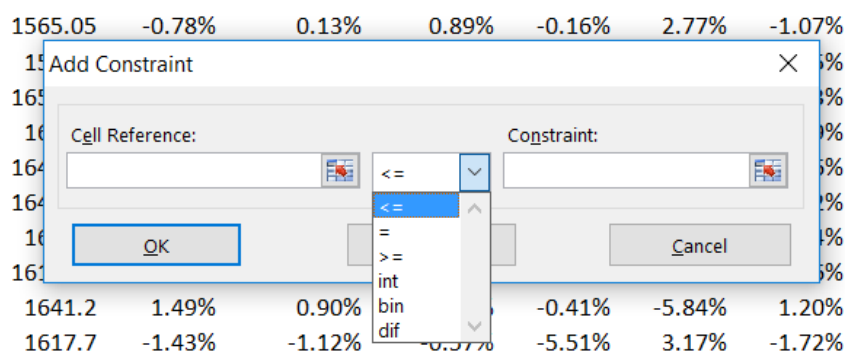 1565.05 -0.78% 0.13% 0.89% -0.16% 2.77% -1.07%
Add Constraint
Cell Reference:
Constraint:
<=
<=
=
>=
int
bin
dif
OK
Cancel
1641.2 1.49% 0.90% -0.41% -5.84% 1.20%
1617.7 -1.43% -1.12% -5.51% 3.17% -1.72%